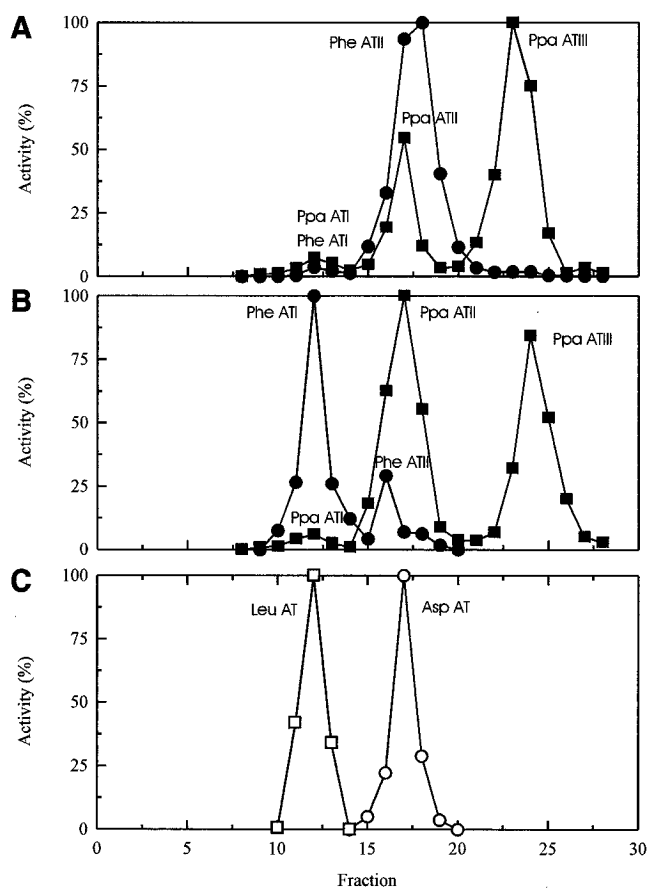 A
100
75
50
25
0
Activity (%)
Phe ATII
Ppa ATIII
Ppa ATII
Ppa ATI
Phe ATI
B
100
75
50
25
0
Activity (%)
Phe ATI
Ppa ATII
Ppa ATIII
Phe ATII
Ppa ATI
C
100
75
50
25
0
Activity (%)
Leu AT
Asp AT
0 5 10 15 20 25 30
Fraction